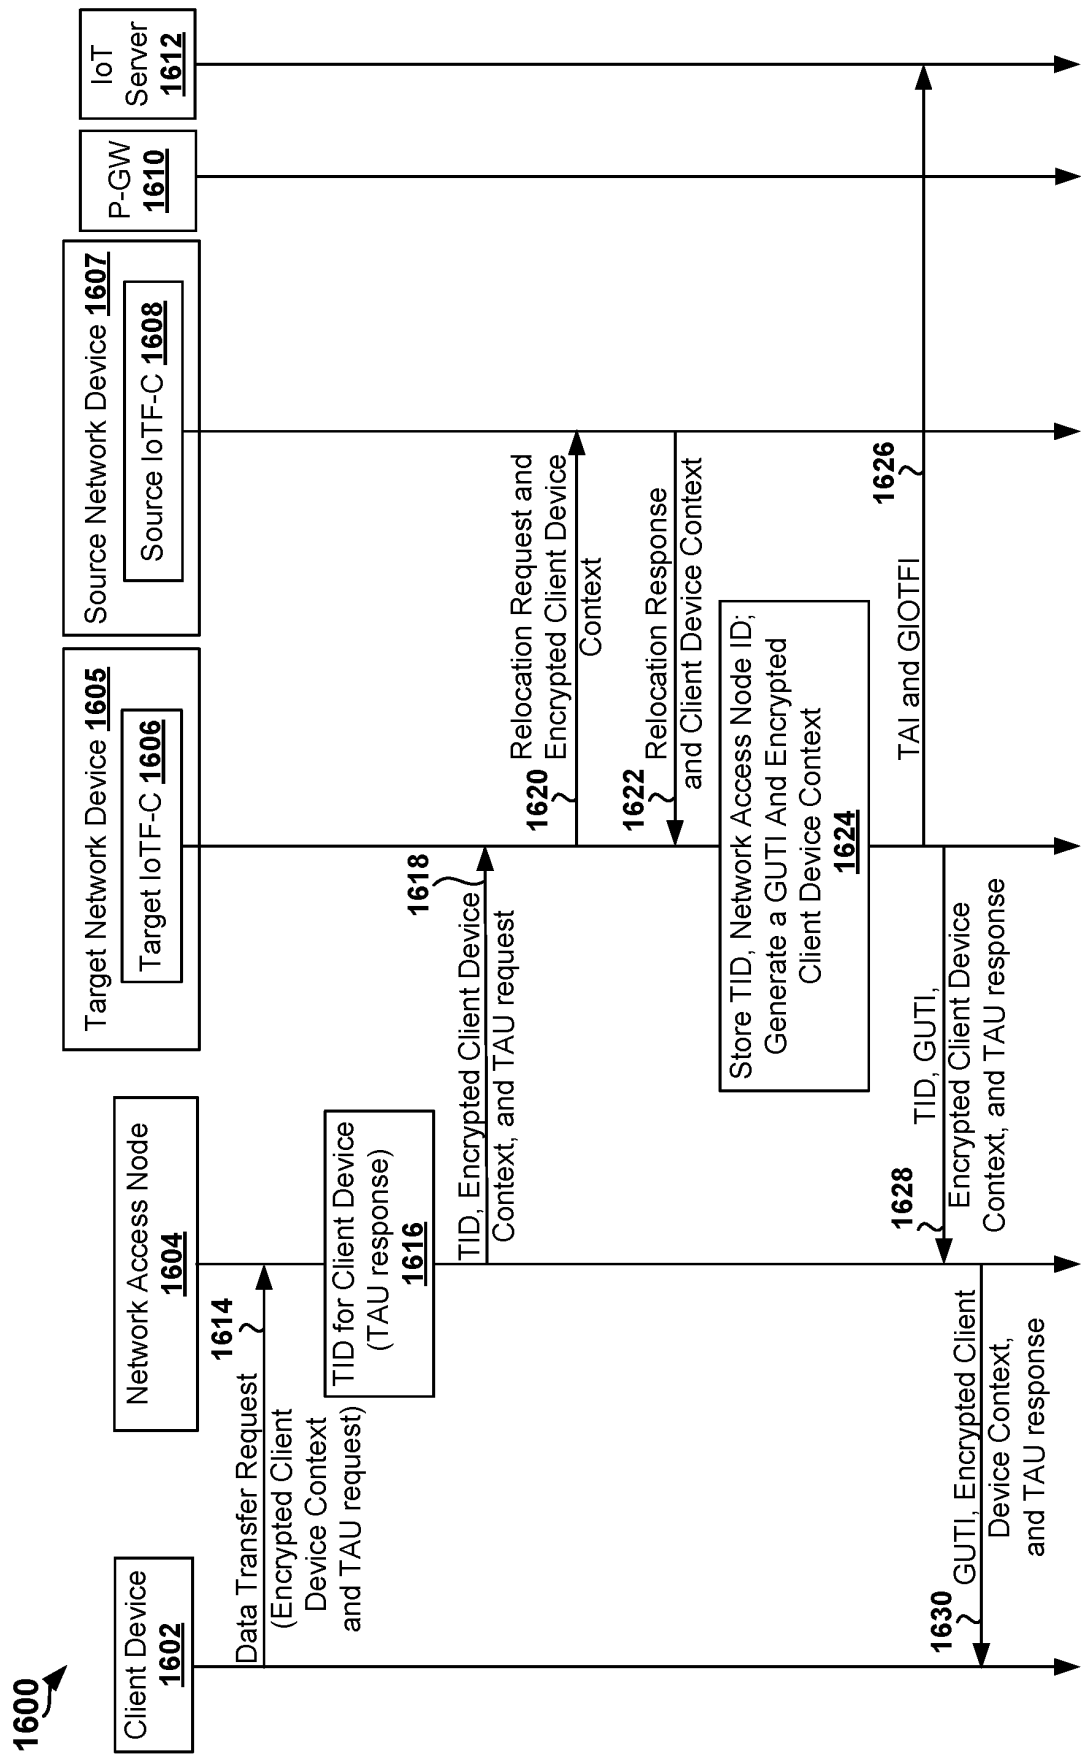 1600
Client Device
1602
Network Access Node
1604
Target Network Device 1605
Target IoTF-C 1606
Source Network Device 1607
Source IoTF-C 1608
P-GW
1610
IoT
Server
1612
1614
Data Transfer Request
(Encrypted Client
Device Context
and TAU request)
TID for Client Device
(TAU response)
1616
1618
TID, Encrypted Client Device
Context, and TAU request
1620
Relocation Request and
Encrypted Client Device
Context
1622
Relocation Response
and Client Device Context
Store TID, Network Access Node ID;
Generate a GUTI And Encrypted
Client Device Context
1624
1626
TAI and GIOTFI
1628
TID, GUTI,
Encrypted Client Device
Context, and TAU response
1630
GUTI, Encrypted Client
Device Context,
and TAU response